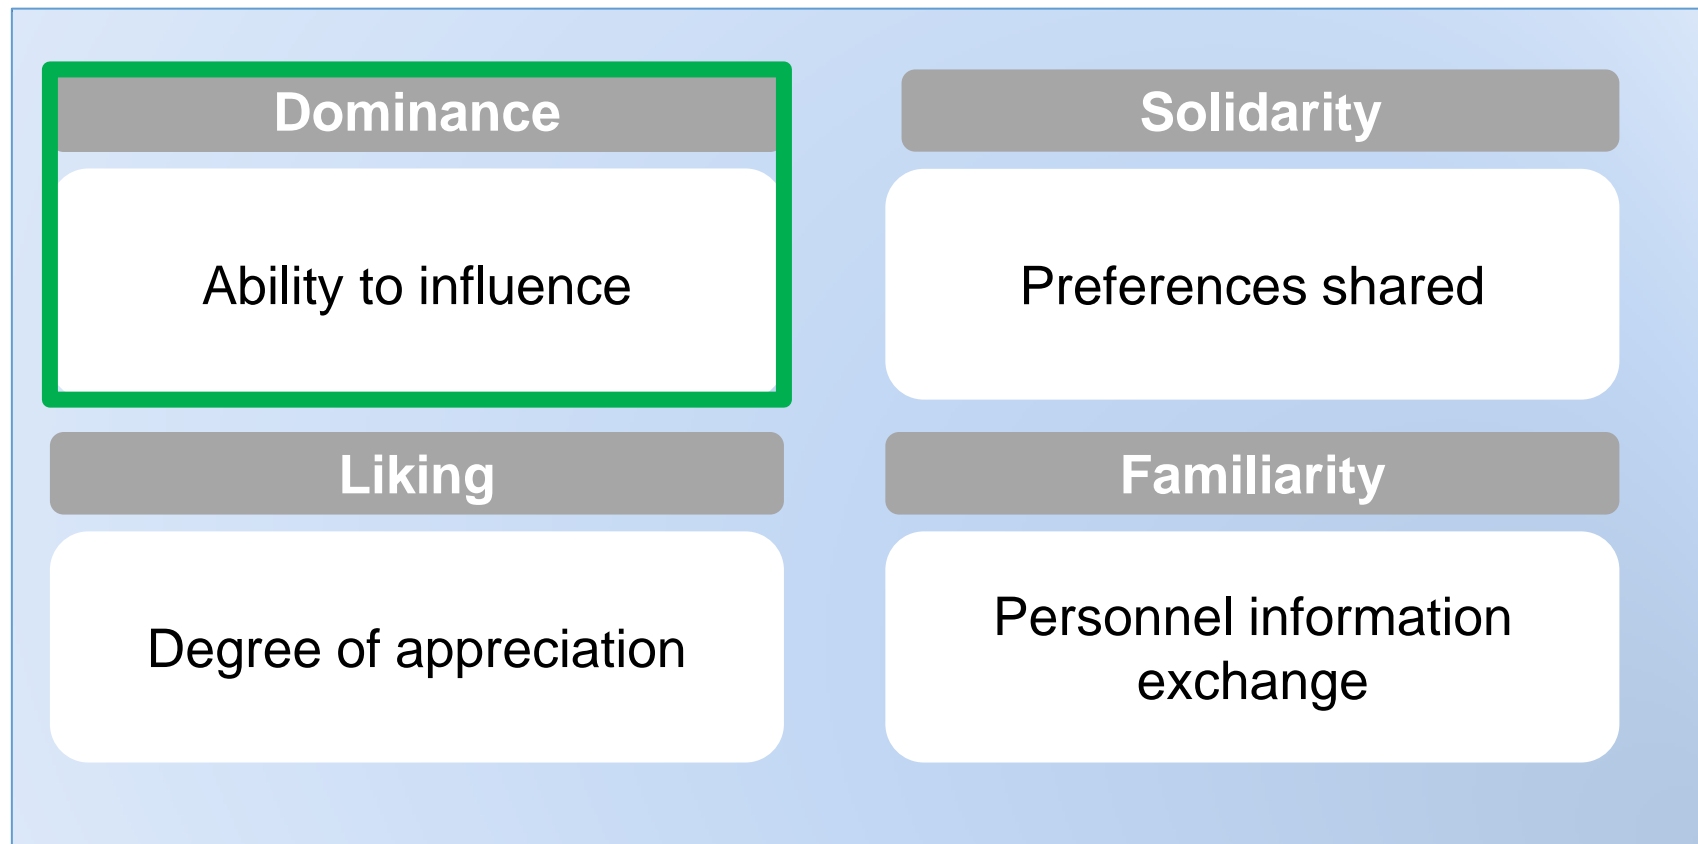 Dominance
Ability to influence
Solidarity
Preferences shared
Liking
Degree of appreciation
Familiarity
Personnel information
exchange